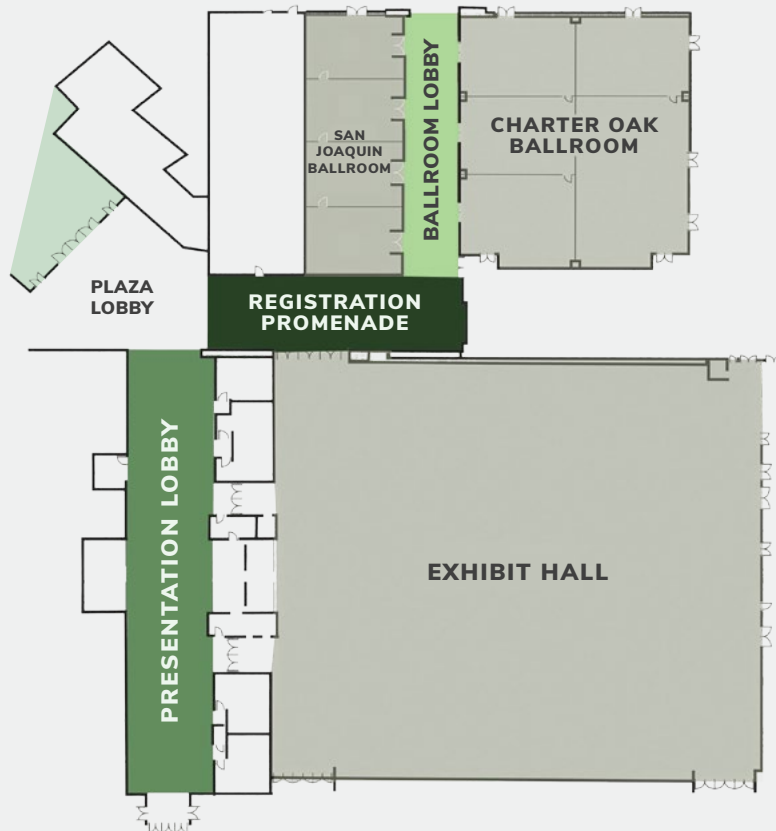 SAN
JOAQUIN
BALLROOM
BALLROOM LOBBY
CHARTER OAK
BALLROOM
PLAZA
LOBBY
REGISTRATION
PROMENADE
PRESENTATION LOBBY
EXHIBIT HALL